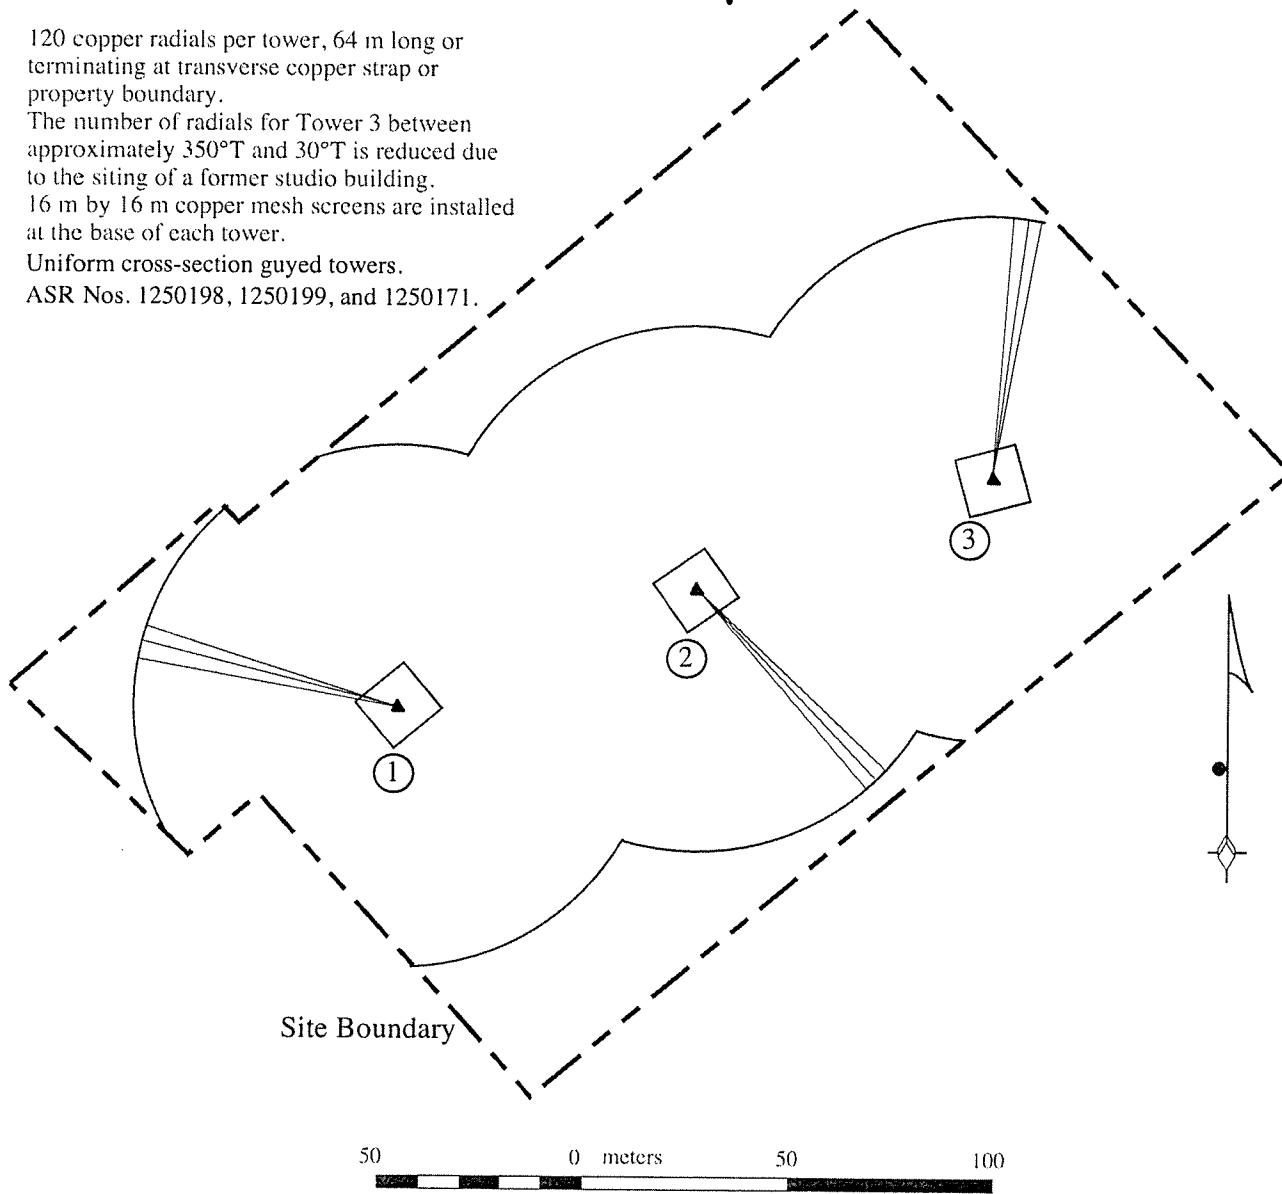 120 copper radials per tower, 64 m long or
terminating at transverse copper strap or
property boundary.
The number of radials for Tower 3 between
approximately 350°T and 30°T is reduced due
to the siting of a former studio building.
16 m by 16 m copper mesh screens are installed
at the base of each tower.
Uniform cross-section guyed towers.
ASR Nos. 1250198, 1250199, and 1250171.
3
2
1
Site Boundary
50 0 meters 50 100